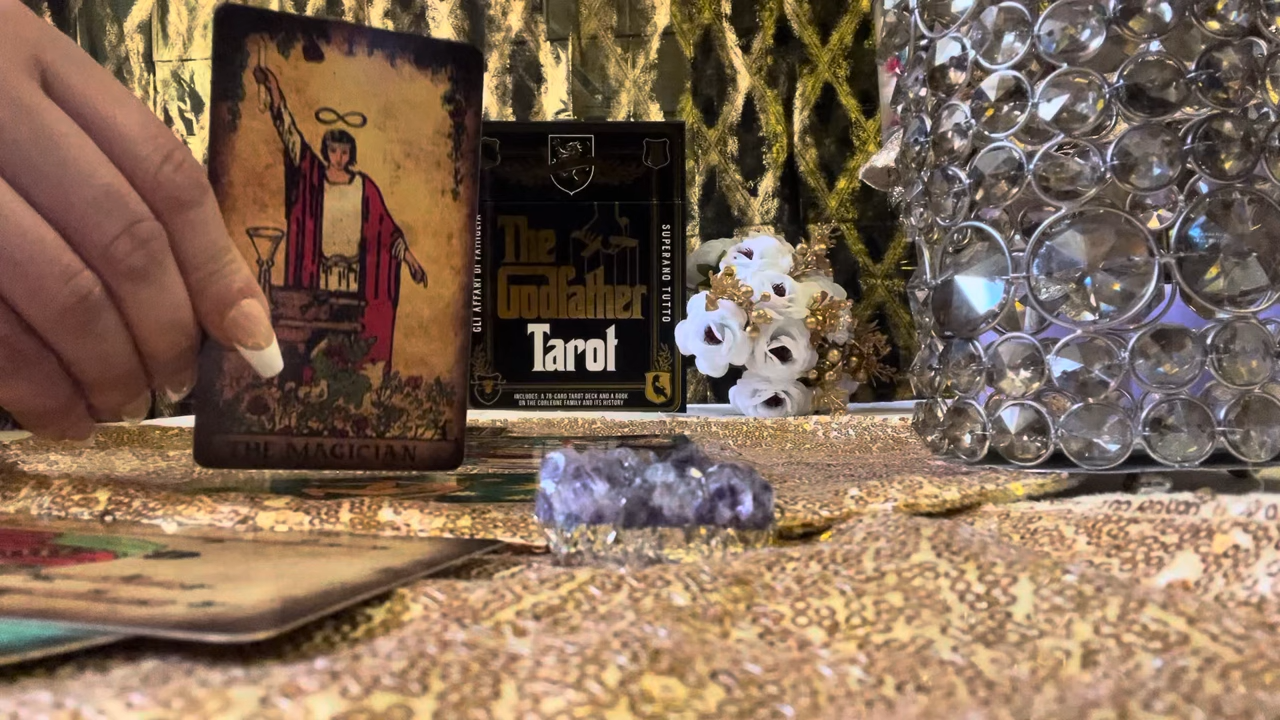 THE MAGICIAN
GLI AFFARI DI FAMIGLIA
The
Godfather
Tarot
SUPERANO TUTTO
INCLUDES: A 78-CARD TAROT DECK AND A BOOK
ON THE CORLEONE FAMILY AND ITS HISTORY